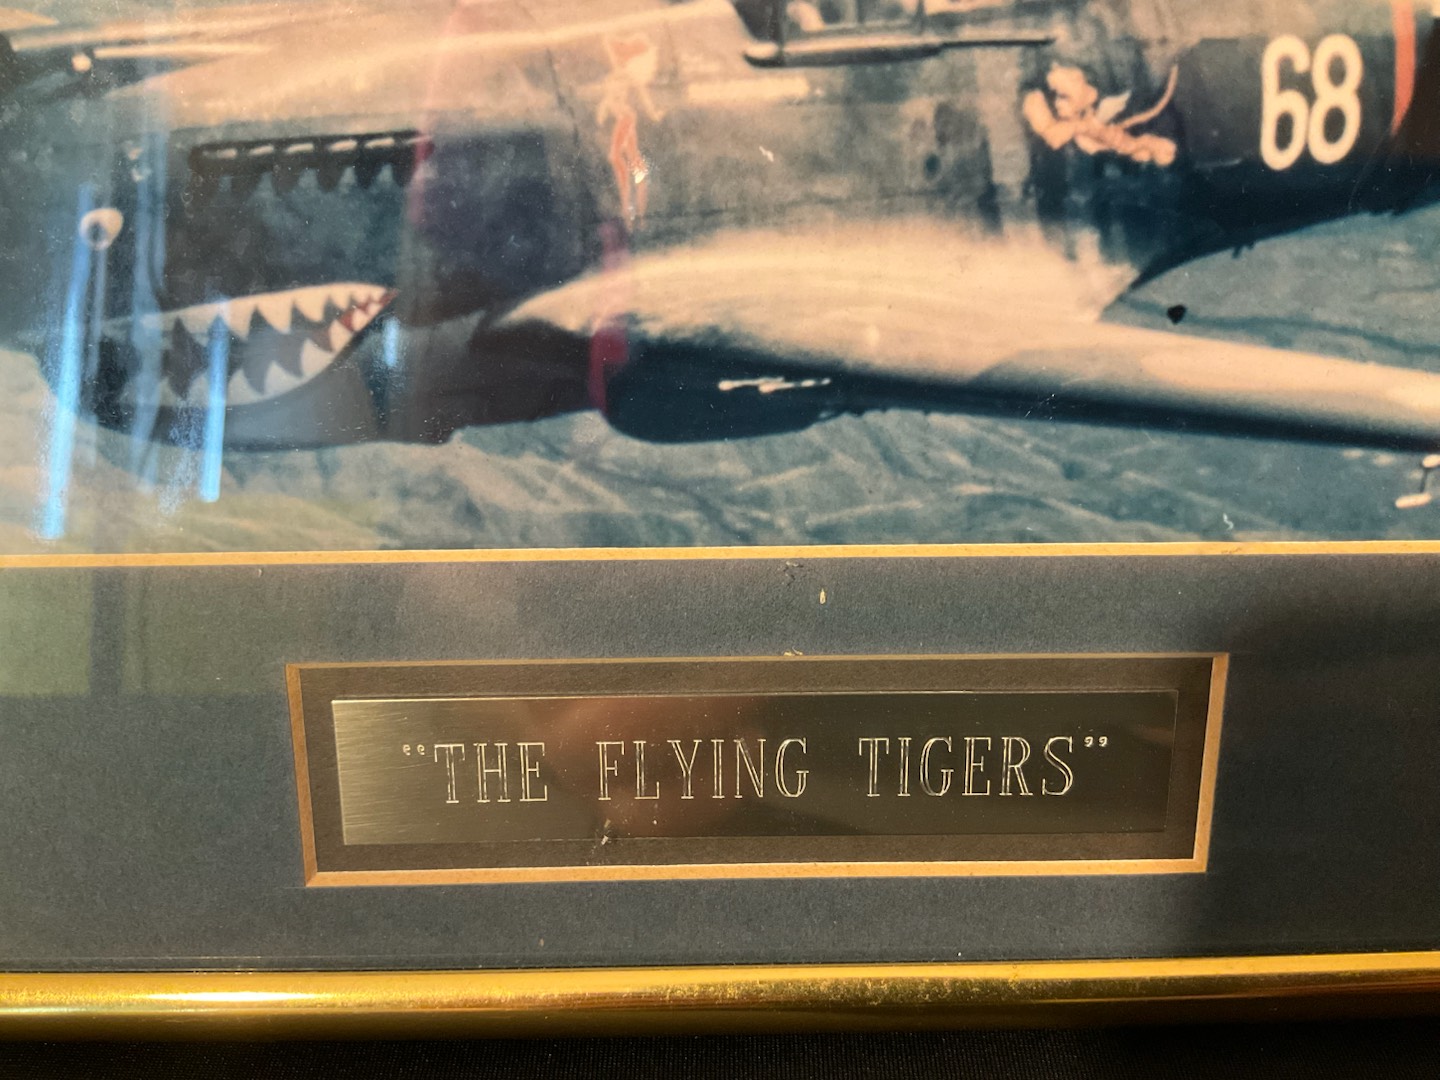 68
“THE FLYING TIGERS”